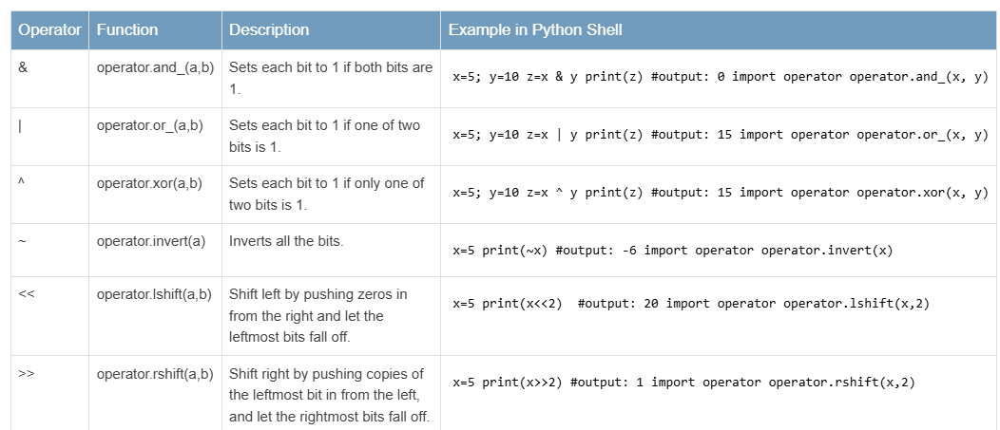 Operator Function Description Example in Python Shell
& operator.and_(a,b) Sets each bit to 1 if both bits are
1.
x=5; y=10 z=x & y print(z) #output: 0 import operator operator.and_(x, y)
| operator.or_(a,b) Sets each bit to 1 if one of two
bits is 1.
x=5; y=10 z=x | y print(z) #output: 15 import operator operator.or_(x, y)
^ operator.xor(a,b) Sets each bit to 1 if only one of
two bits is 1.
x=5; y=10 z=x ^ y print(z) #output: 15 import operator operator.xor(x, y)
~ operator.invert(a) Inverts all the bits.
x=5 print(~x) #output: -6 import operator operator.invert(x)
<< operator.lshift(a,b) Shift left by pushing zeros in
from the right and let the
leftmost bits fall off.
x=5 print(x<<2)  #output: 20 import operator operator.lshift(x,2)
>> operator.rshift(a,b) Shift right by pushing copies of
the leftmost bit in from the left,
and let the rightmost bits fall off.
x=5 print(x>>2) #output: 1 import operator operator.rshift(x,2)